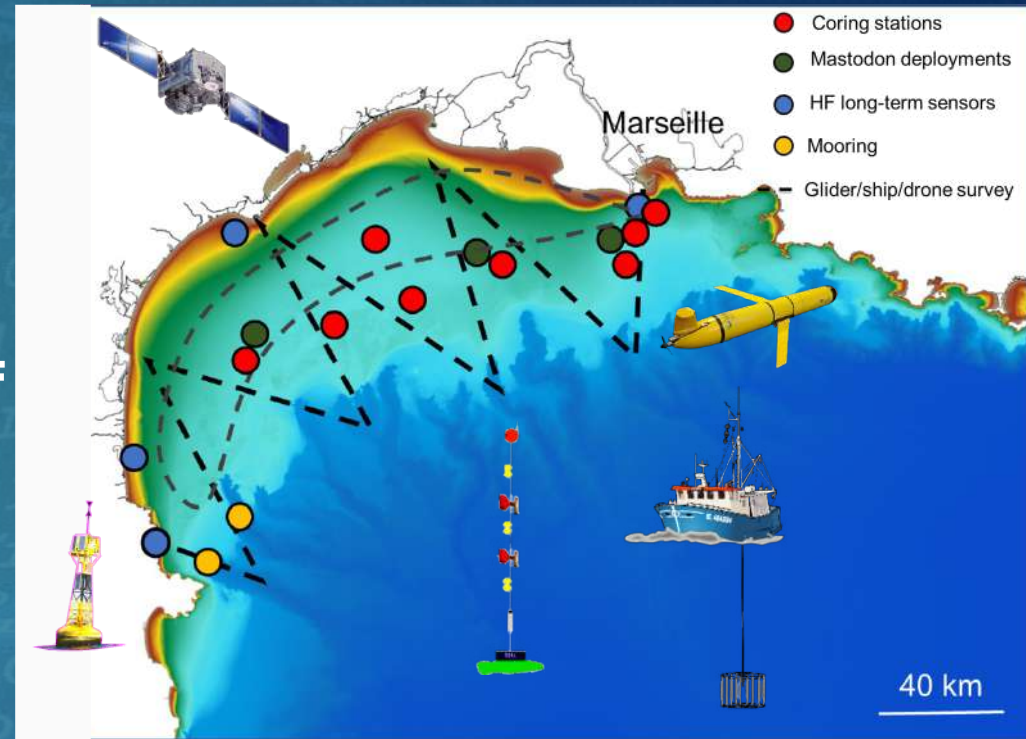 Coring stations
Mastodon deployments
HF long-term sensors
Mooring
Glider/ship/drone survey
Marseille
40 km